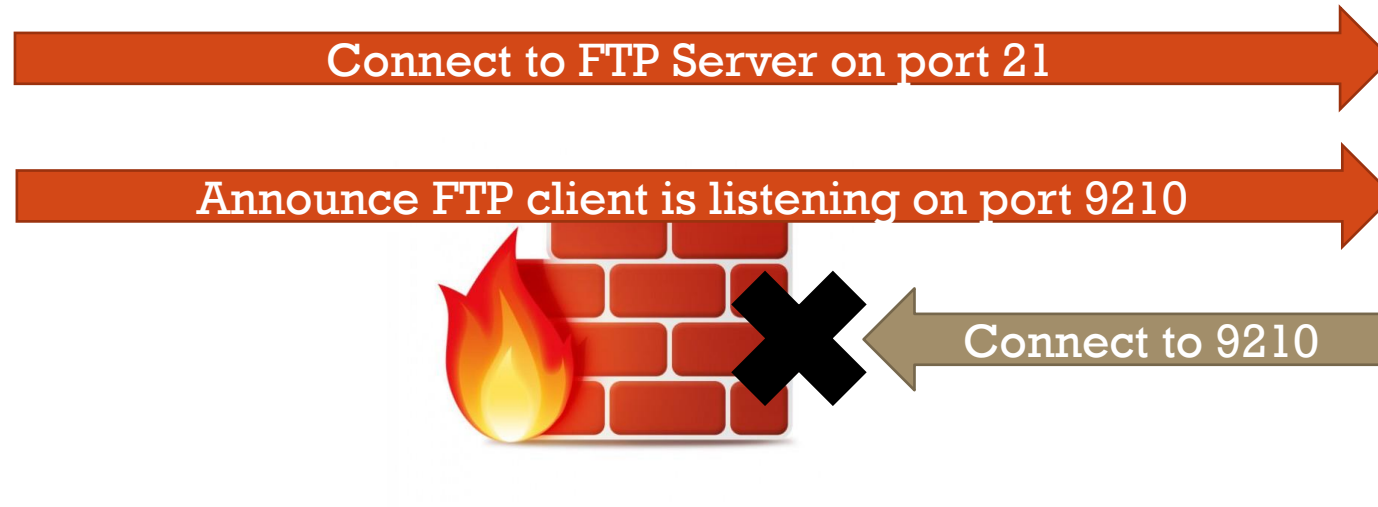 Connect to FTP Server on port 21
Announce FTP client is listening on port 9210
Connect to 9210